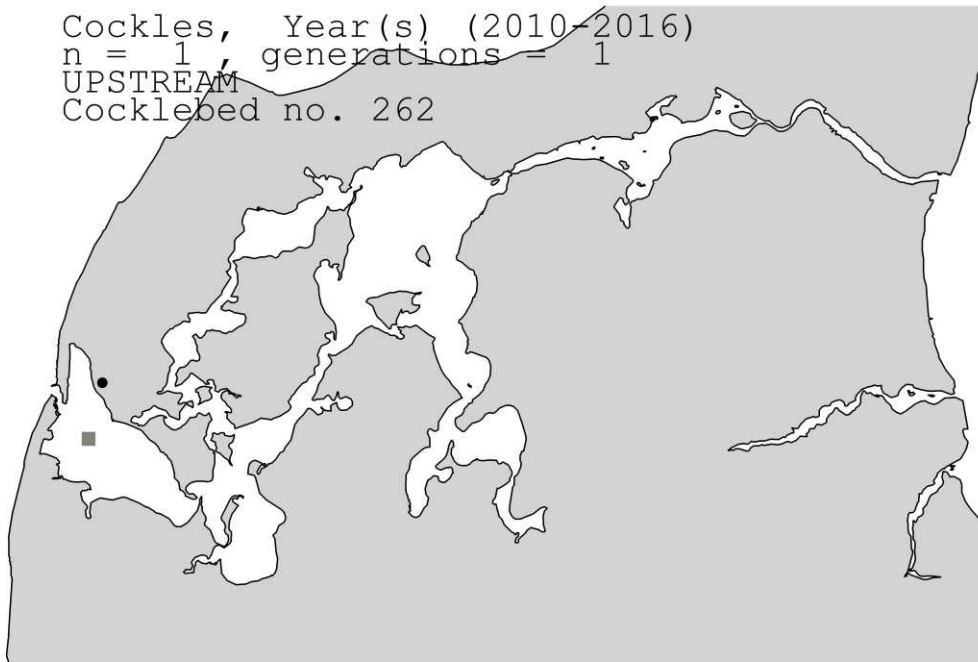 Cockles, Year(s) (2010-2016)
n = 1 , generations = 1
UPSTREAM
Cocklebed no. 262